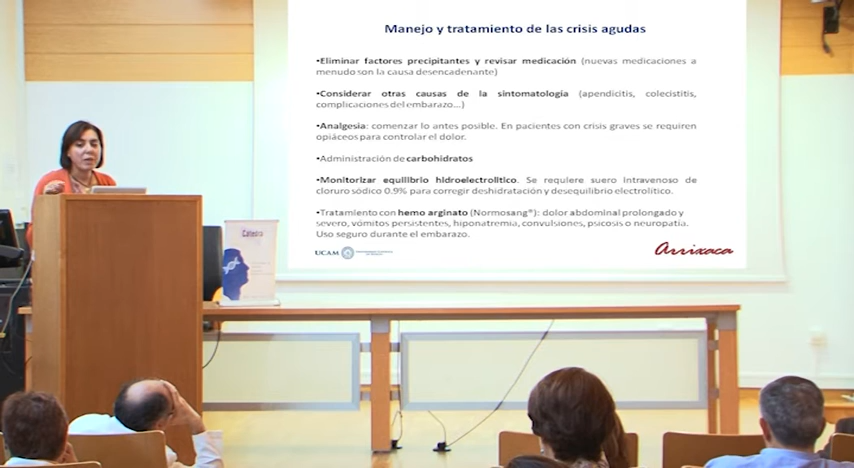 Manejo y tratamiento de las crisis agudas
•Eliminar factores precipitantes y revisar medicación (nuevas medicaciones a
menudo son la causa desencadenante)
•Considerar otras causas de la sintomatología (apendicitis, colecistitis,
complicaciones del embarazo...)
•Analgesia: comenzar lo antes posible. En pacientes con crisis graves se requiren
opiáceos para controlar el dolor.
•Administración de carbohidratos
•Monitorizar equilibrio hidroelectrolítico. Se requiere suero intravenoso de
cloruro sódico 0.9% para corregir deshidratación y desequilibrio electrolítico.
•Tratamiento con hemo arginato (Normosang®): dolor abdominal prolongado y
severo, vómitos persistentes, hiponatremia, convulsiones, psicosis o neuropatía.
Uso seguro durante el embarazo.
UCAM
Arrixaca
Cátedra